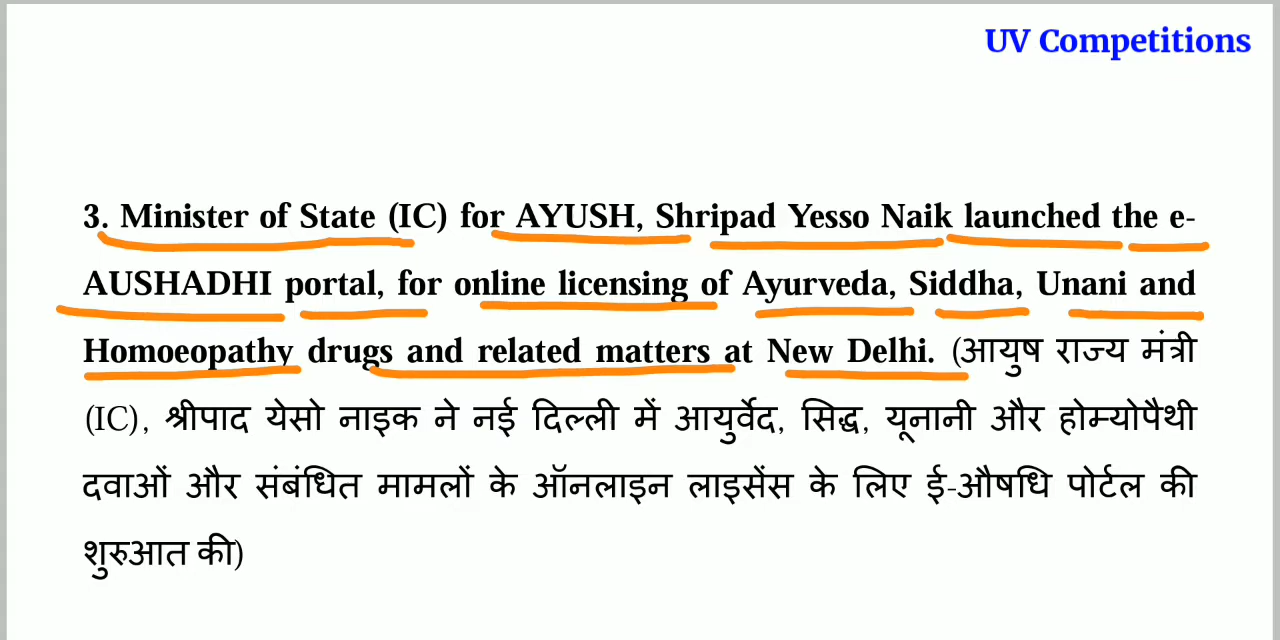 UV Competitions
3. Minister of State (IC) for AYUSH, Shripad Yesso Naik launched the e-
AUSHADHI portal, for online licensing of Ayurveda, Siddha, Unani and
Homoeopathy drugs and related matters at New Delhi. (आयुष राज्य मंत्री
(IC), श्रीपाद येसो नाइक ने नई दिल्ली में आयुर्वेद, सिद्ध, यूनानी और होम्योपैथी
दवाओं और संबंधित मामलों के ऑनलाइन लाइसेंस के लिए ई-औषधि पोर्टल की
शुरुआत की)